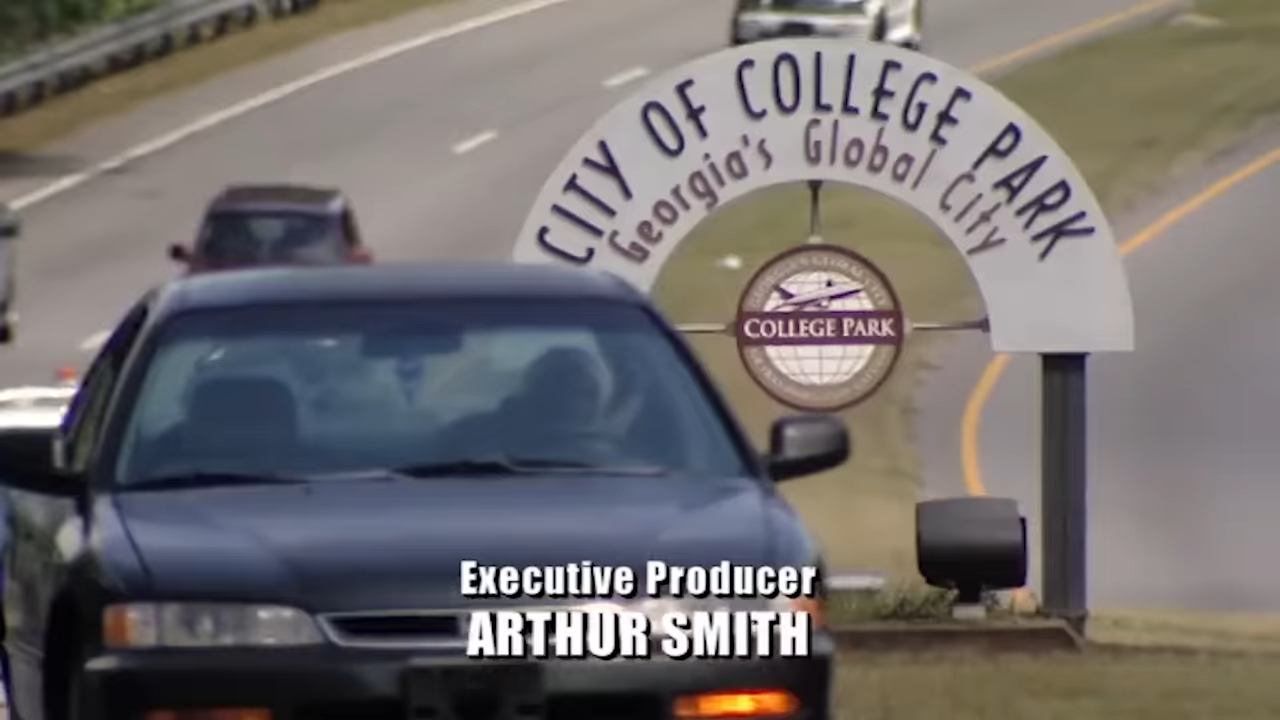 CITY OF COLLEGE PARK
Georgia's Global City
COLLEGE PARK
Executive Producer
ARTHUR SMITH